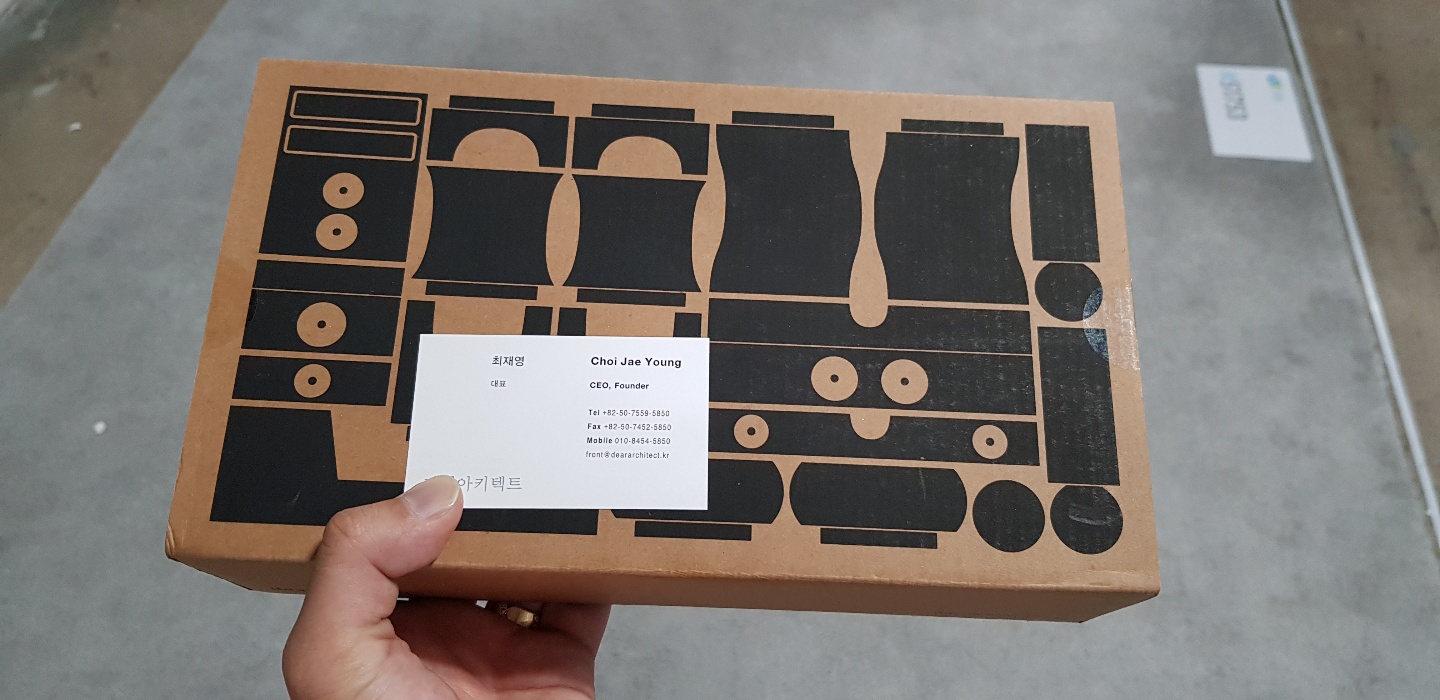 최재영
대표
Choi Jae Young
CEO, Founder
Tel +82-50-7559-5850
Fax +82-50-7452-5850
Mobile 010-8454-5850
front@deararchitect.kr
아키텍트